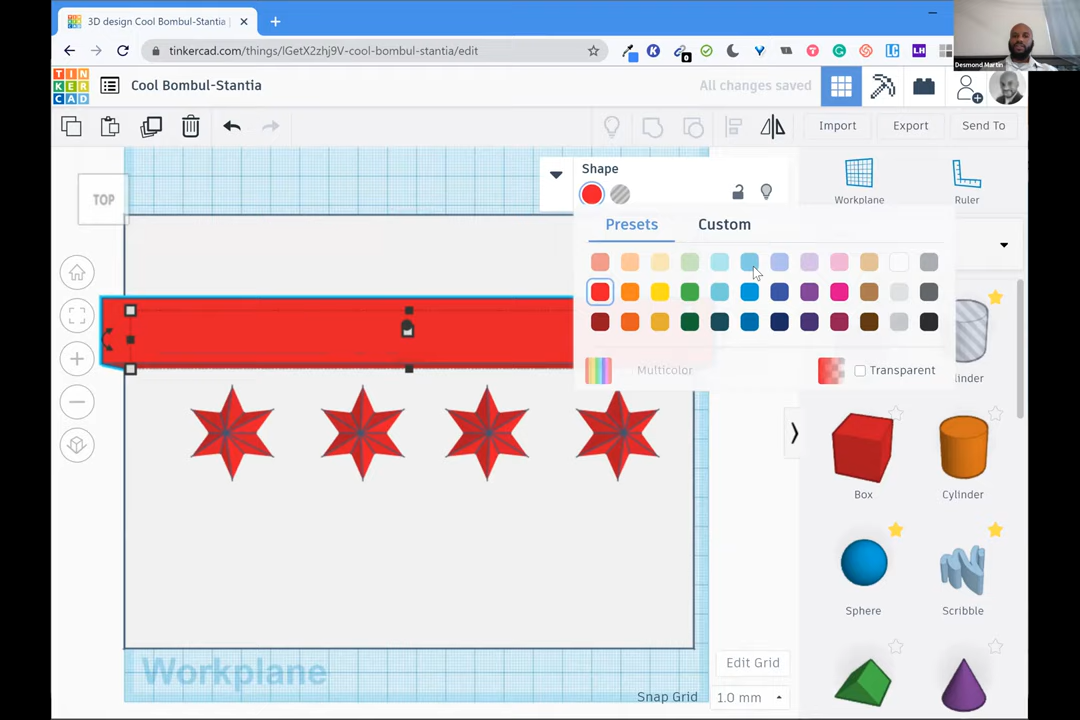 3D design Cool Bombul-Stantia |
tinkercad.com/things/lGetX2zhj9V-cool-bombul-stantia/edit
Desmond Martin
TIN
KER
CAD
Cool Bombul-Stantia
All changes saved
Import
Export
Send To
TOP
Shape
Workplane
Ruler
Presets
Custom
Multicolor
Transparent
linder
Box
Cylinder
Sphere
Scribble
Workplane
Edit Grid
Snap Grid
1.0 mm